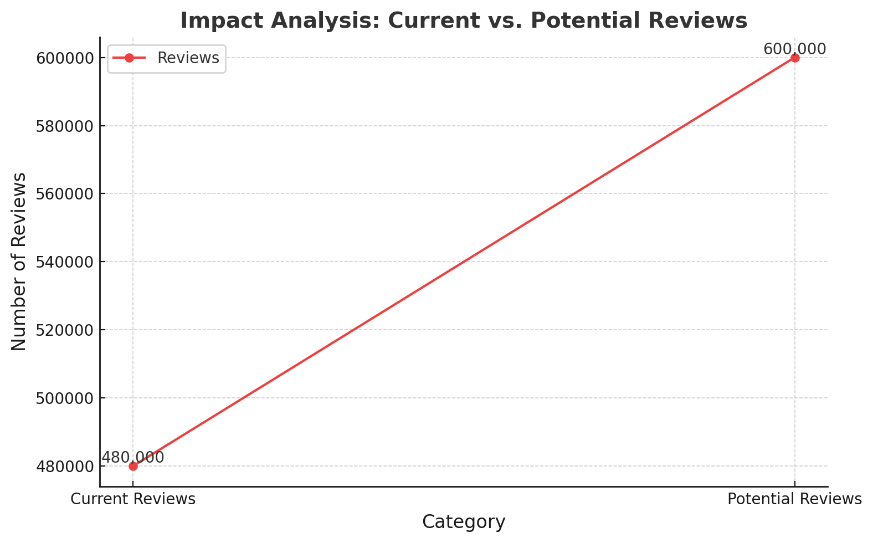 Impact Analysis: Current vs. Potential Reviews
Reviews
600000
580000
560000
540000
520000
500000
480000
Number of Reviews
600,000
480,000
Current Reviews
Potential Reviews
Category